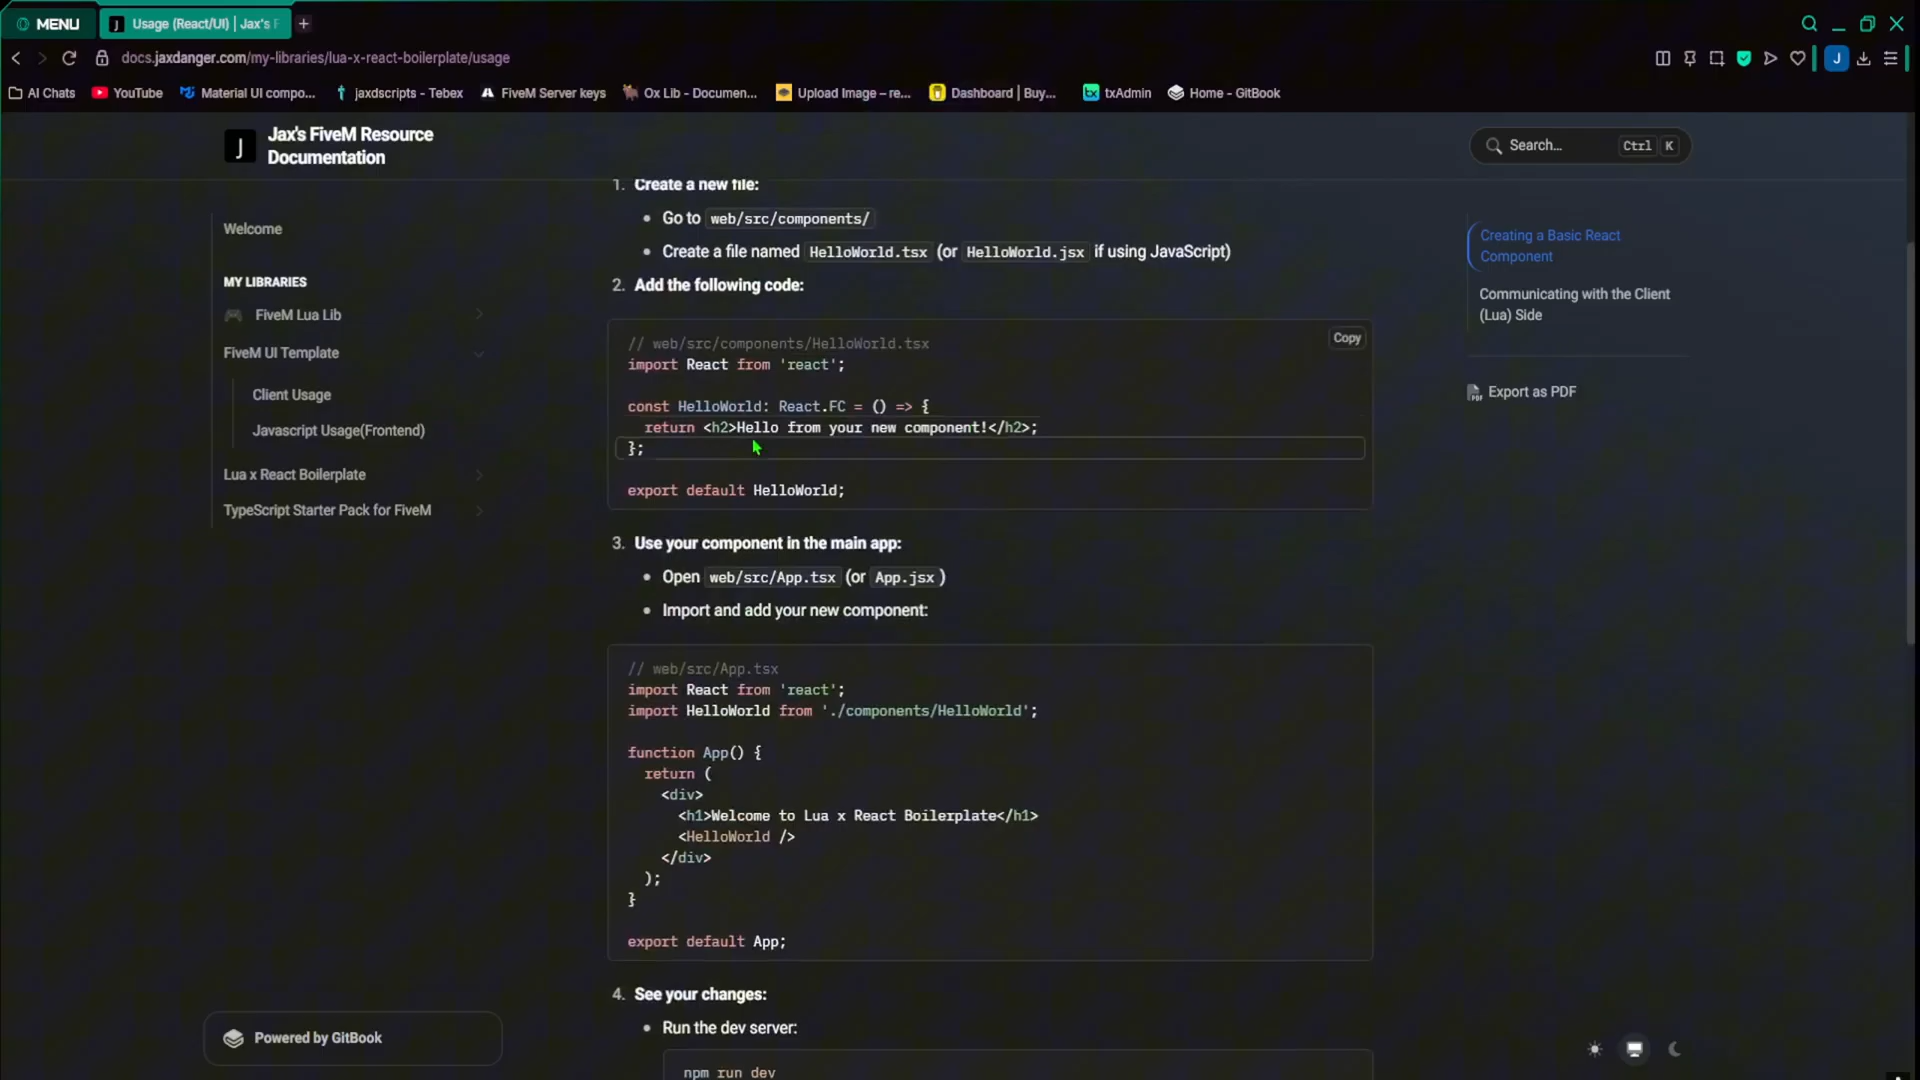 MENU
J Usage (React/UI) | Jax's F
docs.jaxdanger.com/my-libraries/lua-x-react-boilerplate/usage
J
AI Chats YouTube Material UI compo... jaxdscripts - Tebex FiveM Server keys Ox Lib - Documen... Upload Image – re... Dashboard | Buy... txAdmin Home - GitBook
J
Jax's FiveM Resource
Documentation
Search...
Ctrl K
Welcome
MY LIBRARIES
FiveM Lua Lib
FiveM UI Template
Client Usage
Javascript Usage(Frontend)
Lua x React Boilerplate
TypeScript Starter Pack for FiveM
Powered by GitBook
1. Create a new file:
Go to web/src/components/
Create a file named HelloWorld.tsx (or HelloWorld.jsx if using JavaScript)
2. Add the following code:
Copy
// web/src/components/HelloWorld.tsx
import React from 'react';
const HelloWorld: React.FC = () => {
return <h2>Hello from your new component!</h2>;
};
export default HelloWorld;
3. Use your component in the main app:
Open web/src/App.tsx (or App.jsx )
Import and add your new component:
// web/src/App.tsx
import React from 'react';
import HelloWorld from './components/HelloWorld';
function App() {
return (
<div>
<h1>Welcome to Lua x React Boilerplate</h1>
<HelloWorld />
</div>
);
}
export default App;
4. See your changes:
Run the dev server:
npm run dev
Creating a Basic React
Component
Communicating with the Client
(Lua) Side
Export as PDF